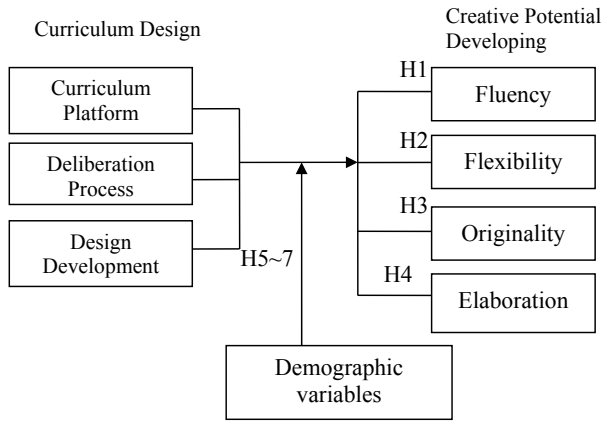 Curriculum Design
Creative Potential
Developing
Curriculum
Platform
Deliberation
Process
Design
Development
H1
Fluency
H2
Flexibility
H3
Originality
H4
Elaboration
H5~7
Demographic
variables